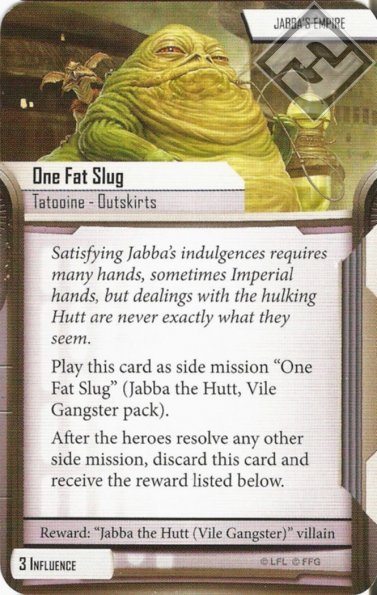 JABBA'S EMPIRE
One Fat Slug
Tatooine - Outskirts
Satisfying Jabba's indulgences requires
many hands, sometimes Imperial
hands, but dealings with the hulking
Hutt are never exactly what they
seem.
Play this card as side mission “One
Fat Slug” (Jabba the Hutt, Vile
Gangster pack).
After the heroes resolve any other
side mission, discard this card and
receive the reward listed below.
Reward: “Jabba the Hutt (Vile Gangster)” villain
3 INFLUENCE
© LFL © FFG